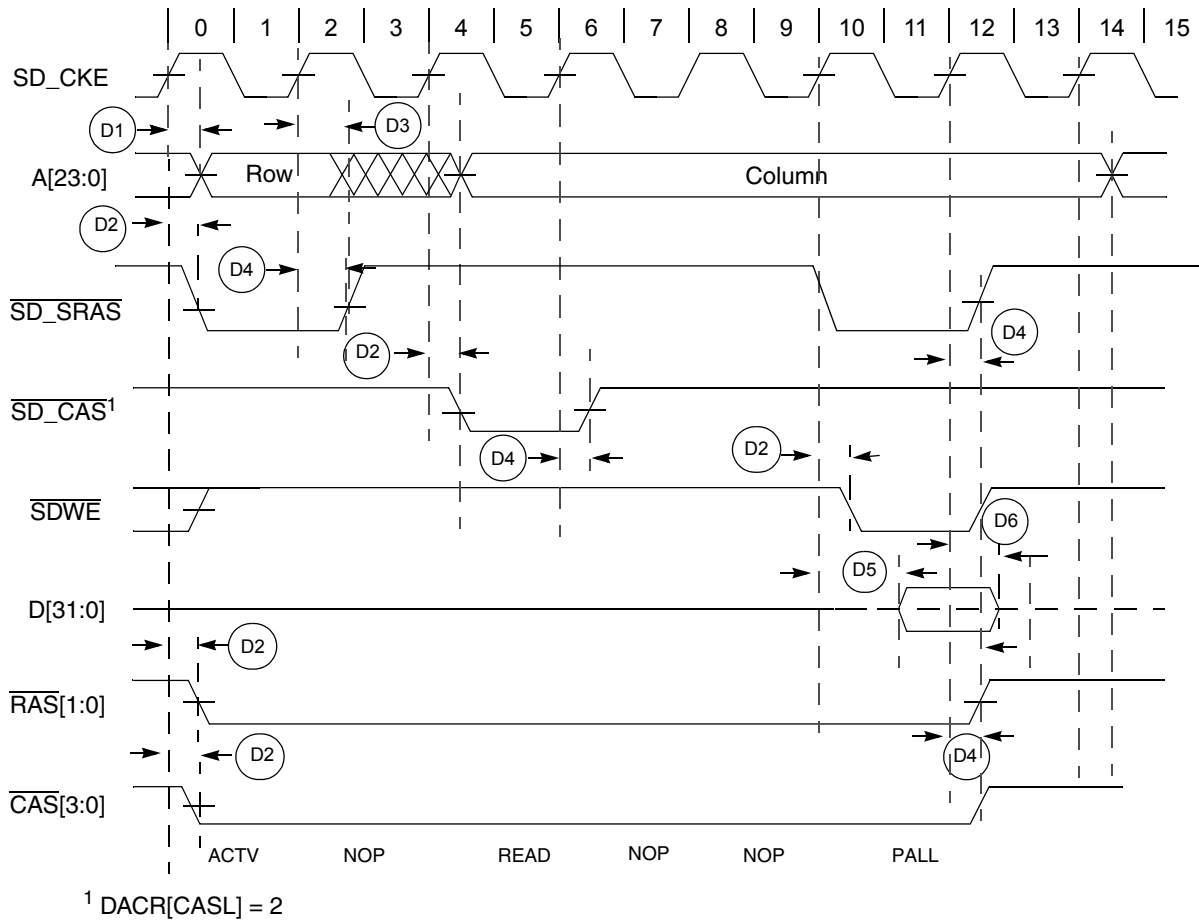 0 1 2 3 4 5 6 7 8 9 10 11 12 13 14 15
SD_CKE
D1
D3
A[23:0]
Row
Column
D2
D4
SD_SRAS
D2
D4
SD_CAS1
D4
D2
SDWE
D6
D5
D[31:0]
D2
RAS[1:0]
D2
D4
CAS[3:0]
ACTV NOP READ NOP NOP PALL
1 DACR[CASL] = 2